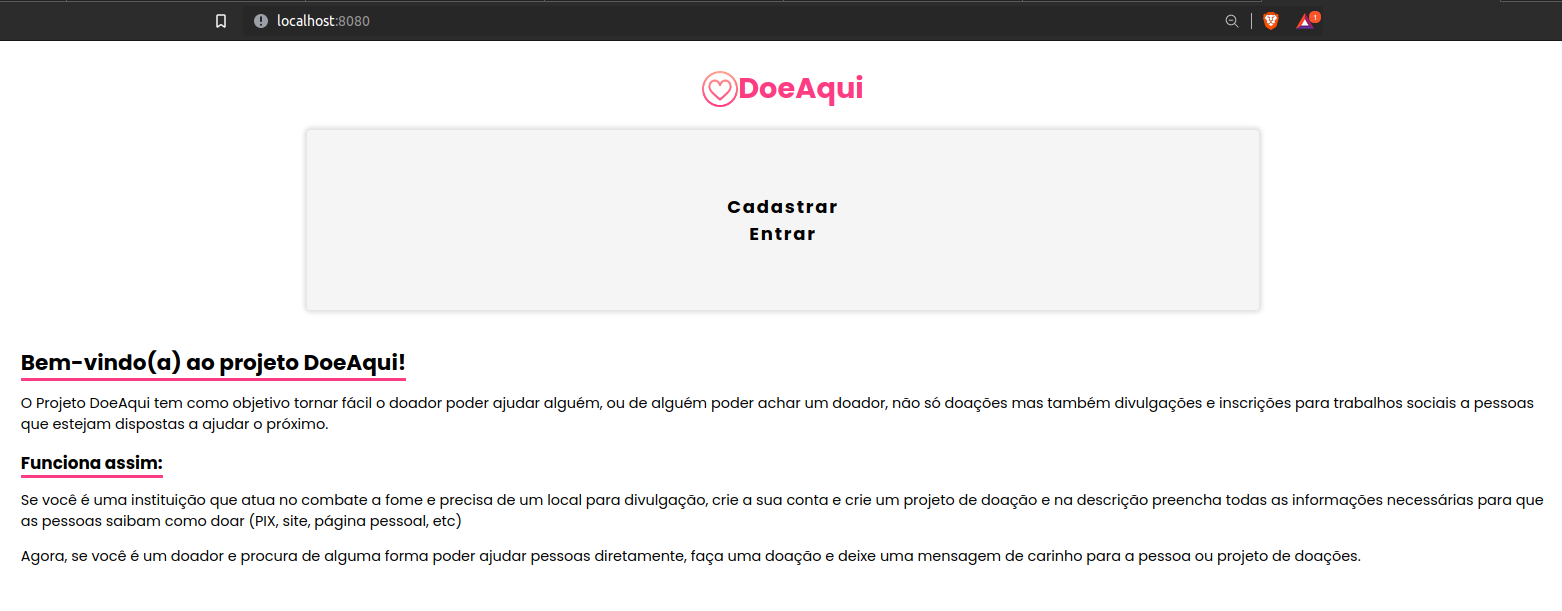 localhost:8080
1
DoeAqui
Cadastrar
Entrar
Bem-vindo(a) ao projeto DoeAqui!
O Projeto DoeAqui tem como objetivo tornar fácil o doador poder ajudar alguém, ou de alguém poder achar um doador, não só doações mas também divulgações e inscrições para trabalhos sociais a pessoas
que estejam dispostas a ajudar o próximo.
Funciona assim:
Se você é uma instituição que atua no combate a fome e precisa de um local para divulgação, crie a sua conta e crie um projeto de doação e na descrição preencha todas as informações necessárias para que
as pessoas saibam como doar (PIX, site, página pessoal, etc)
Agora, se você é um doador e procura de alguma forma poder ajudar pessoas diretamente, faça uma doação e deixe uma mensagem de carinho para a pessoa ou projeto de doações.